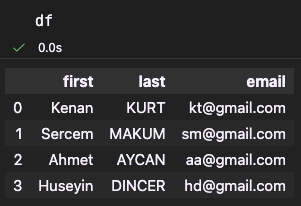 df
0.0s
first last email
0 Kenan KURT kt@gmail.com
1 Sercem MAKUM sm@gmail.com
2 Ahmet AYCAN aa@gmail.com
3 Huseyin DINCER hd@gmail.com